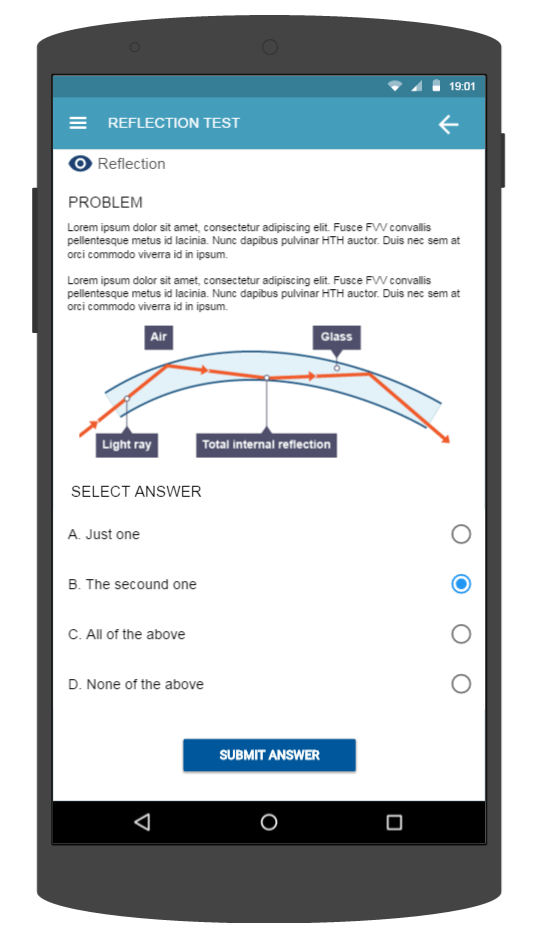 19:01
REFLECTION TEST
Reflection
PROBLEM
Lorem ipsum dolor sit amet, consectetur adipiscing elit. Fusce FVV convallis
pellentesque metus id lacinia. Nunc dapibus pulvinar HTH auctor. Duis nec sem at
orci commodo viverra id in ipsum.
Lorem ipsum dolor sit amet, consectetur adipiscing elit. Fusce FVV convallis
pellentesque metus id lacinia. Nunc dapibus pulvinar HTH auctor. Duis nec sem at
orci commodo viverra id in ipsum.
Air
Glass
Light ray
Total internal reflection
SELECT ANSWER
A. Just one
B. The secound one
C. All of the above
D. None of the above
SUBMIT ANSWER